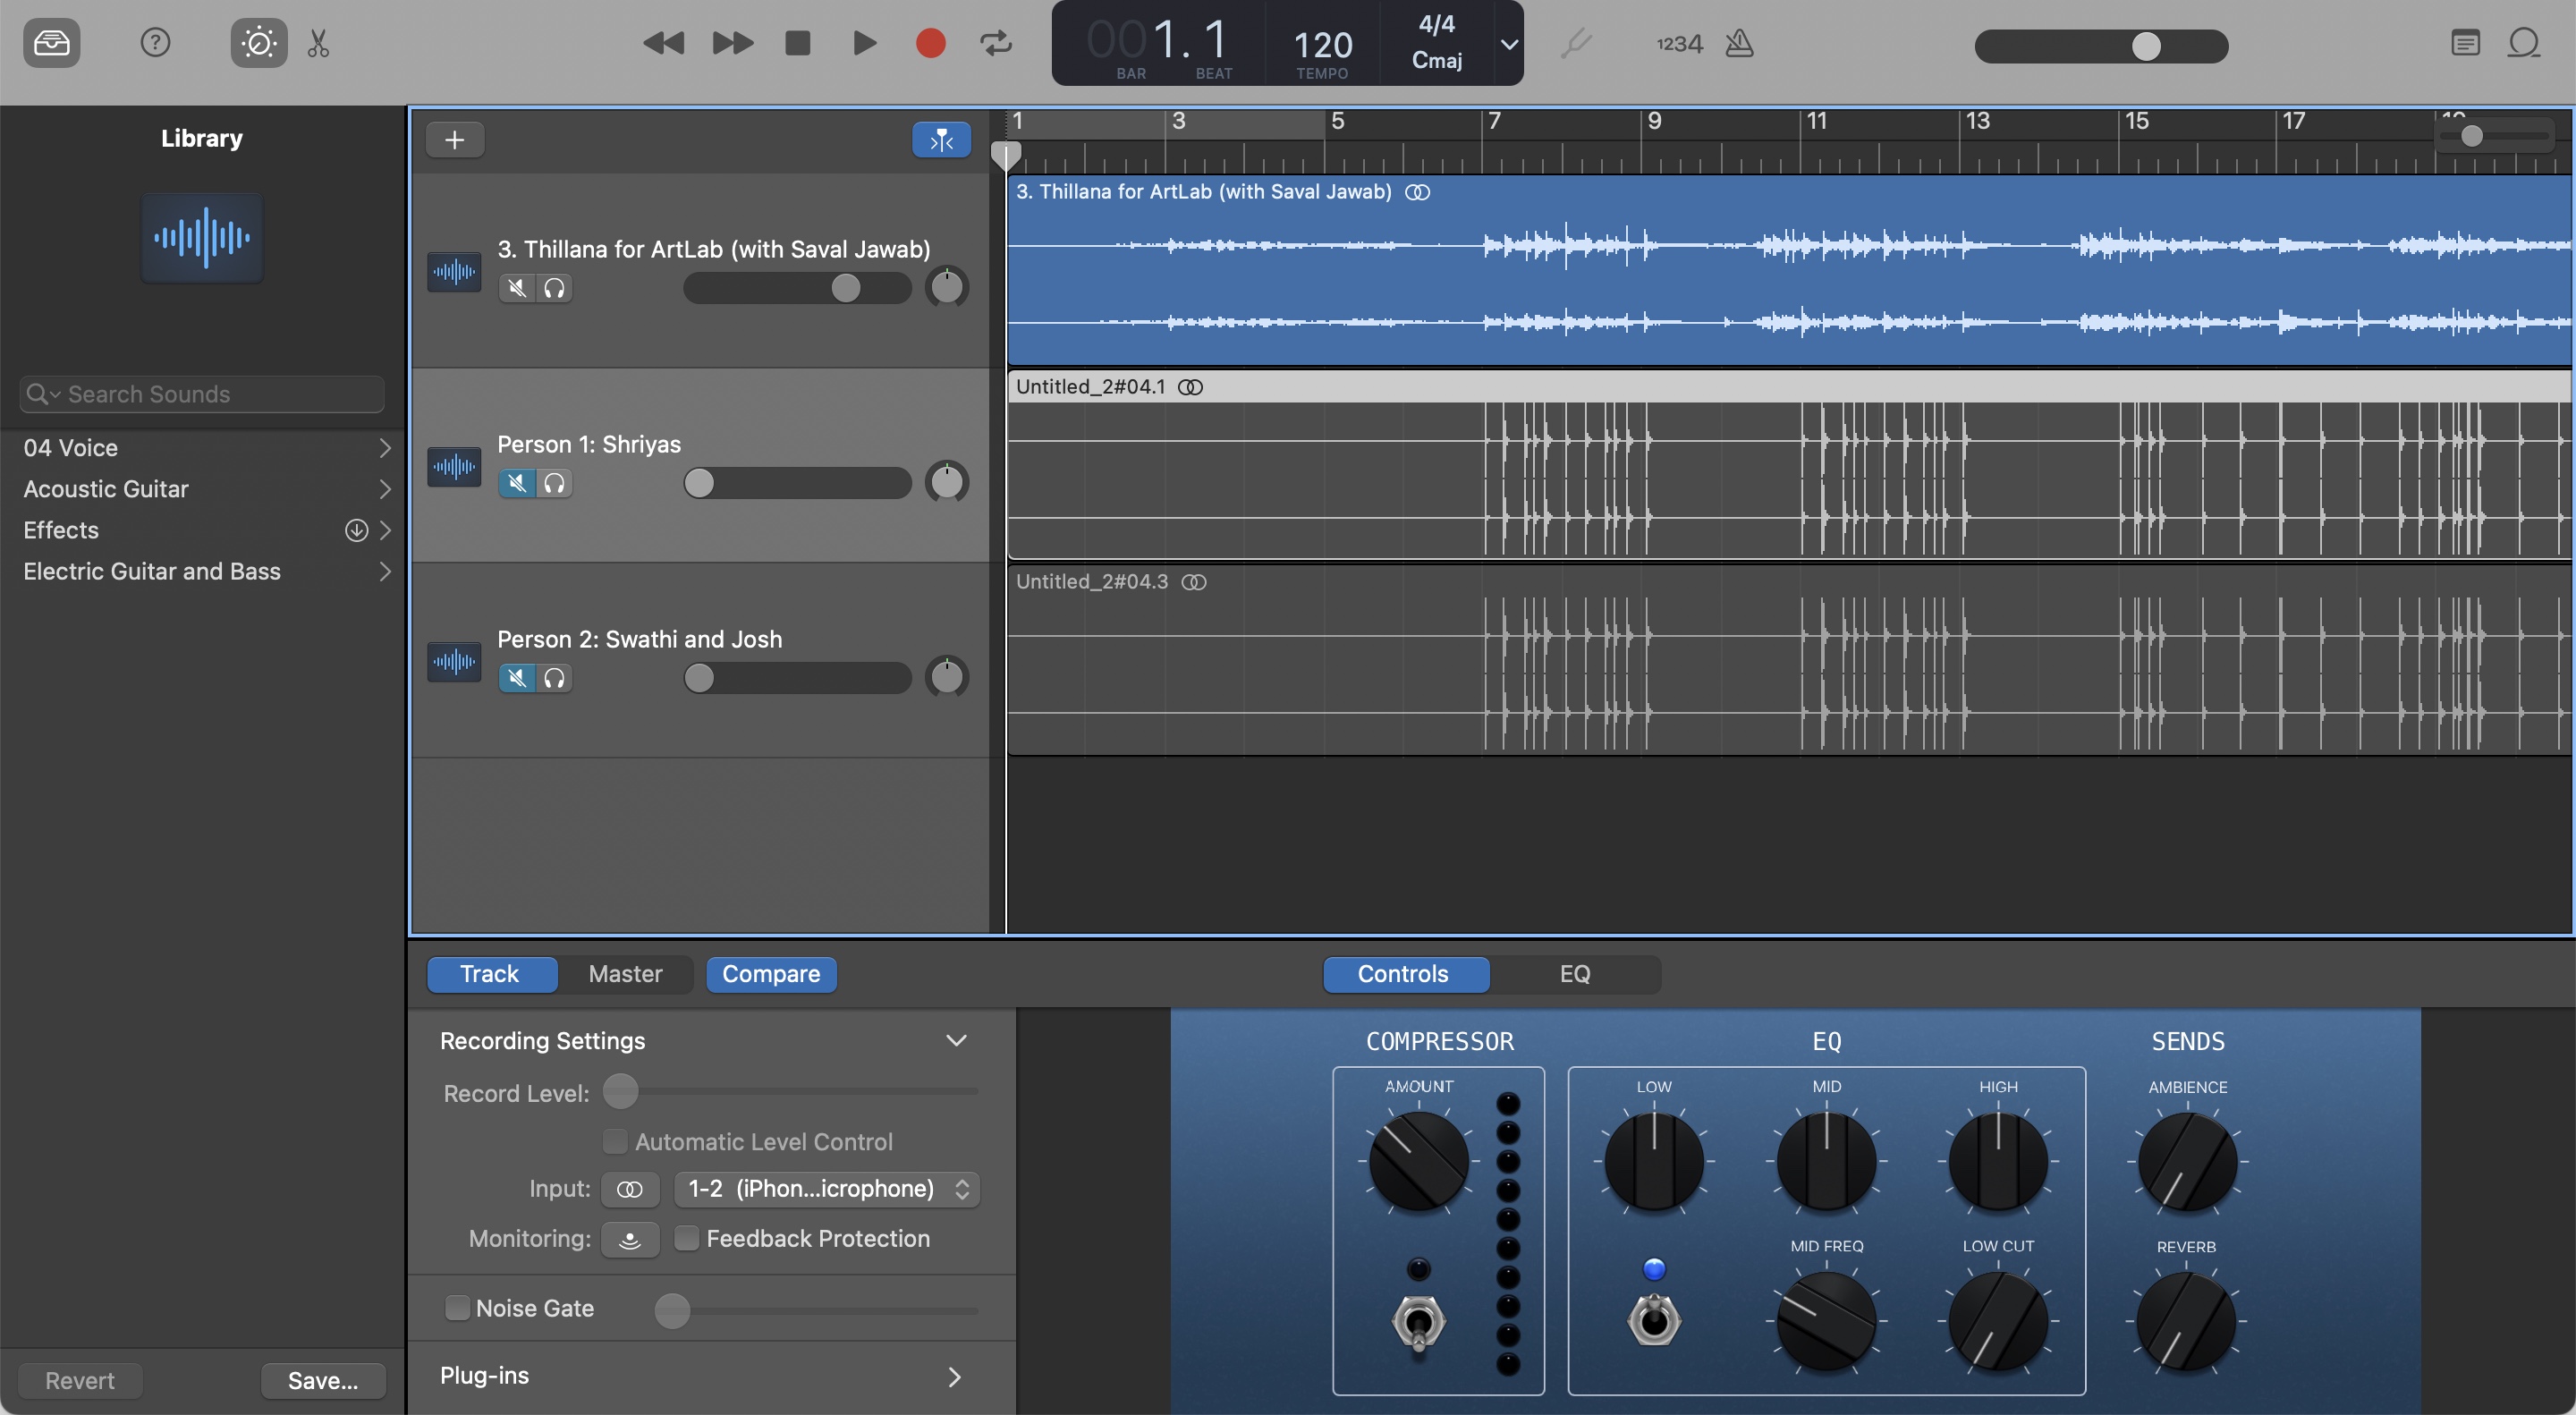 001. 1
BAR BEAT
120
TEMPO
4/4
Cmaj
1234
Library
Search Sounds
04 Voice
Acoustic Guitar
Effects
Electric Guitar and Bass
Revert
Save...
1 3 5 7 9 11 13 15 17
3. Thillana for ArtLab (with Saval Jawab)
3. Thillana for ArtLab (with Saval Jawab)
Person 1: Shriyas
Untitled_2#04.1
Person 2: Swathi and Josh
Untitled_2#04.3
Track Master Compare
Controls EQ
Recording Settings
Record Level:
Automatic Level Control
Input: 1-2 (iPhon...icrophone)
Monitoring: Feedback Protection
Noise Gate
Plug-ins
COMPRESSOR
AMOUNT
EQ
LOW MID HIGH
MID FREQ LOW CUT
SENDS
AMBIENCE
REVERB